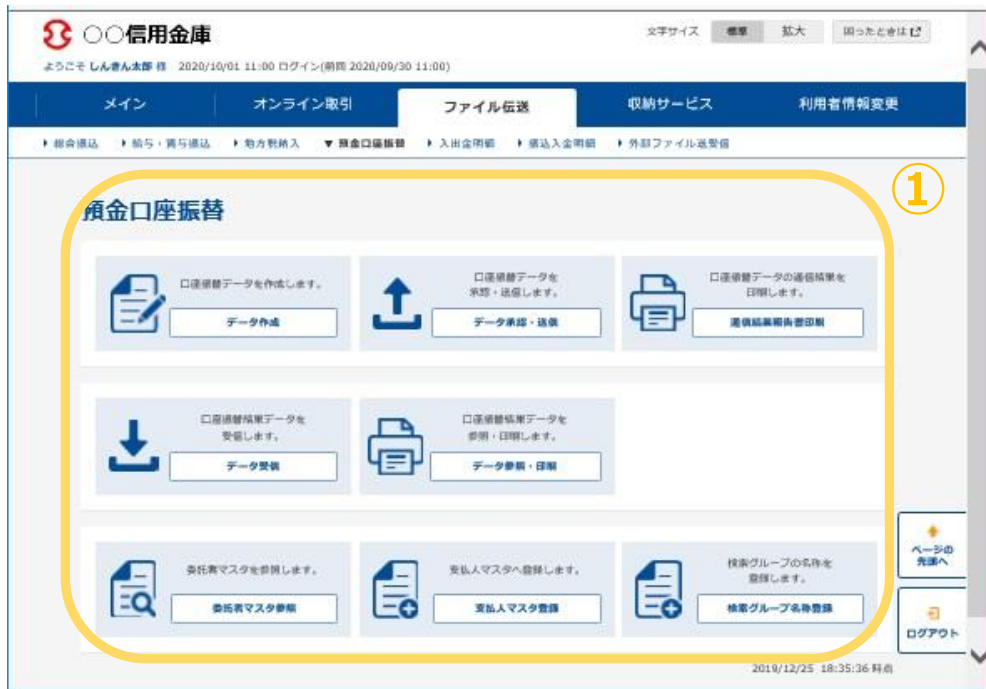 ○○信用金庫
文字サイズ 標準 拡大 困ったときは
ようこそ しんきん太郎 様 2020/10/01 11:00 ログイン(前回 2020/09/30 11:00)
メイン オンライン取引 ファイル伝送 収納サービス 利用者情報変更
総合振込 給与・賞与振込 地方税納入 預金口座振替 入出金明細 振込入金明細 外部ファイル送受信
①
預金口座振替
口座振替データを作成します。
データ作成
口座振替データを
承認・送信します。
データ承認・送信
口座振替データの通信結果を
印刷します。
通信結果報告書印刷
口座振替結果データを
受信します。
データ受信
口座振替結果データを
参照・印刷します。
データ参照・印刷
委託者マスタを参照します。
委託者マスタ参照
支払人マスタへ登録します。
支払人マスタ登録
検索グループの名称を
登録します。
検索グループ名称登録
ページの
先頭へ
ログアウト
2019/12/25 18:35:36 時点